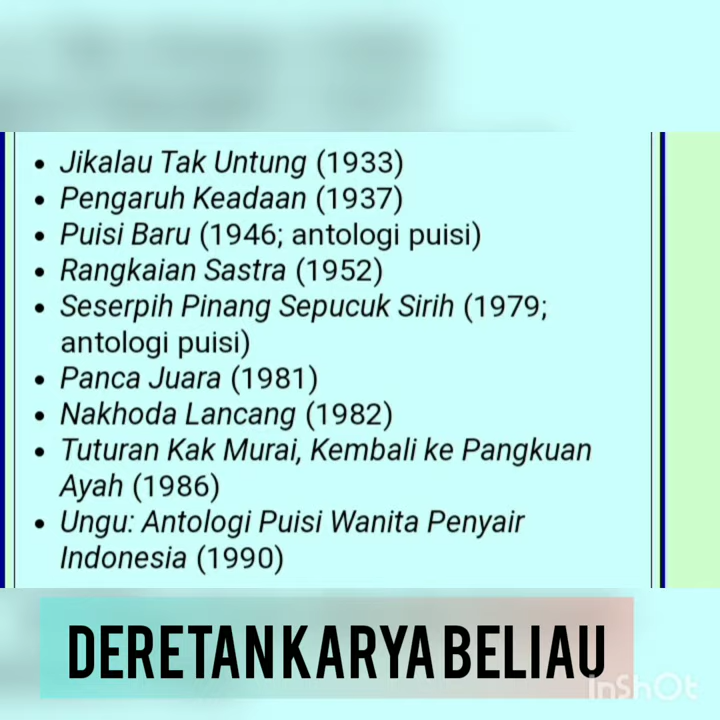 • Jikalau Tak Untung (1933)
• Pengaruh Keadaan (1937)
• Puisi Baru (1946; antologi puisi)
• Rangkaian Sastra (1952)
• Seserpih Pinang Sepucuk Sirih (1979;
antologi puisi)
• Panca Juara (1981)
• Nakhoda Lancang (1982)
• Tuturan Kak Murai, Kembali ke Pangkuan
Ayah (1986)
• Ungu: Antologi Puisi Wanita Penyair
Indonesia (1990)
DERETAN KARYA BELIAU
InShOt